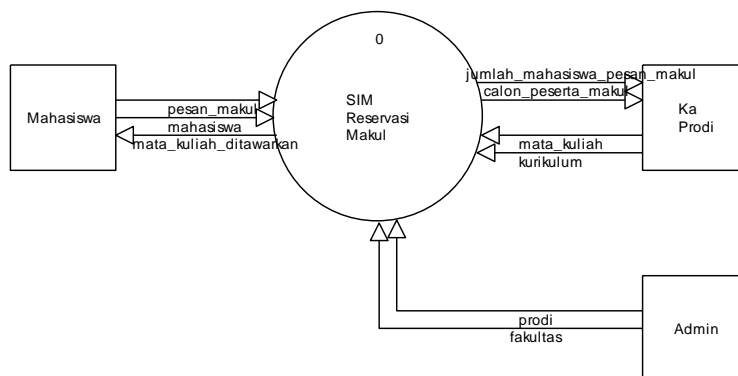 0
jumlah_mahasiswa_pesan_makul
calon_peserta_makul
Mahasiswa
pesan_makul
mahasiswa
mata_kuliah_ditawarkan
SIM
Reservasi
Makul
Ka
Prodi
mata_kuliah
kurikulum
prodi
fakultas
Admin